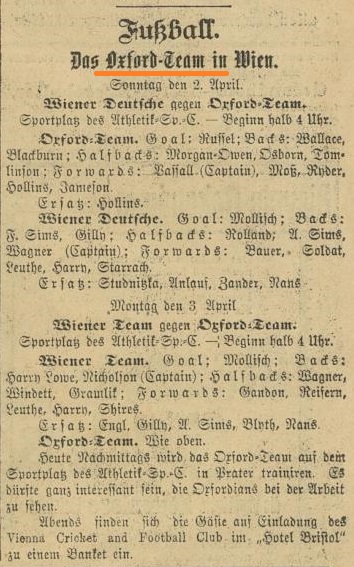 Fußball.
Das Oxford-Team in Wien.
Sonntag den 2. April.
Wiener Deutsche gegen Oxford-Team.
Sportplatz des Athletik-Sp.-C. — Beginn halb 4 Uhr.
Oxford-Team. Goal: Russel; Backs: Wallace,
Blackburn; Halfbacks: Morgan-Owen, Osborn, Tom-
linson; Forwards: Vassall (Captain), Moß, Ryder,
Hollins, Jameson.
Ersatz: Hollins.
Wiener Deutsche. Goal: Mollisch; Backs:
F. Sims, Gilly; Halfbacks: Rolland; A. Sims,
Wagner (Captain); Forwards: Bauer, Soldat,
Leuthe, Harry, Starrach.
Ersatz: Studnitzka, Anlauf, Zander, Nans
Montag den 3 April
Wiener Team gegen Oxford-Team.
Sportplatz des Athletik-Sp.-C. — Beginn halb 4 Uhr.
Wiener Team. Goal; Mollisch; Backs:
Harry Lowe, Nicholson (Captain); Halfbacks: Wagner,
Windett, Gramlik; Forwards: Gandon, Reisern,
Leuthe, Harry, Shires.
Ersatz: Engl, Gilly, A. Sims, Blyth, Nans.
Oxford-Team. Wie oben.
Heute Nachmittags wird das Oxford-Team auf dem
Sportplatz des Athletik-Sp.-C. in Prater trainiren. Es
dürfte ganz interessant sein, die Oxfordians bei der Arbeit
zu sehen.
Abends finden sich die Gäste auf Einladung des
Vienna Cricket and Football Club im „Hotel Bristol"
zu einem Banket ein.